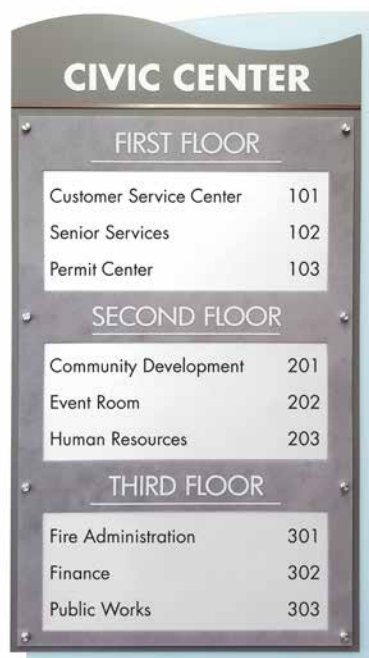 CIVIC CENTER
FIRST FLOOR
Customer Service Center 101
Senior Services 102
Permit Center 103
SECOND FLOOR
Community Development 201
Event Room 202
Human Resources 203
THIRD FLOOR
Fire Administration 301
Finance 302
Public Works 303